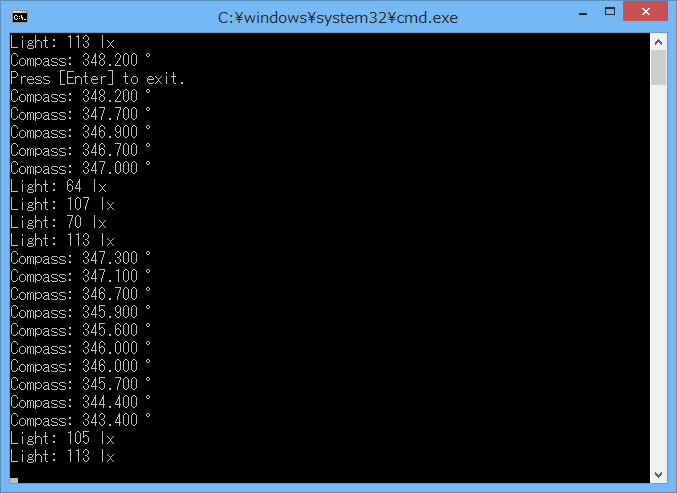 C:¥windows¥system32¥cmd.exe
Light: 113 lx
Compass: 348.200 °
Press [Enter] to exit.
Compass: 348.200 °
Compass: 347.700 °
Compass: 346.900 °
Compass: 346.700 °
Compass: 347.000 °
Light: 64 lx
Light: 107 lx
Light: 70 lx
Light: 113 lx
Compass: 347.300 °
Compass: 347.100 °
Compass: 346.700 °
Compass: 345.900 °
Compass: 345.600 °
Compass: 346.000 °
Compass: 346.000 °
Compass: 345.700 °
Compass: 344.400 °
Compass: 343.400 °
Light: 105 lx
Light: 113 lx